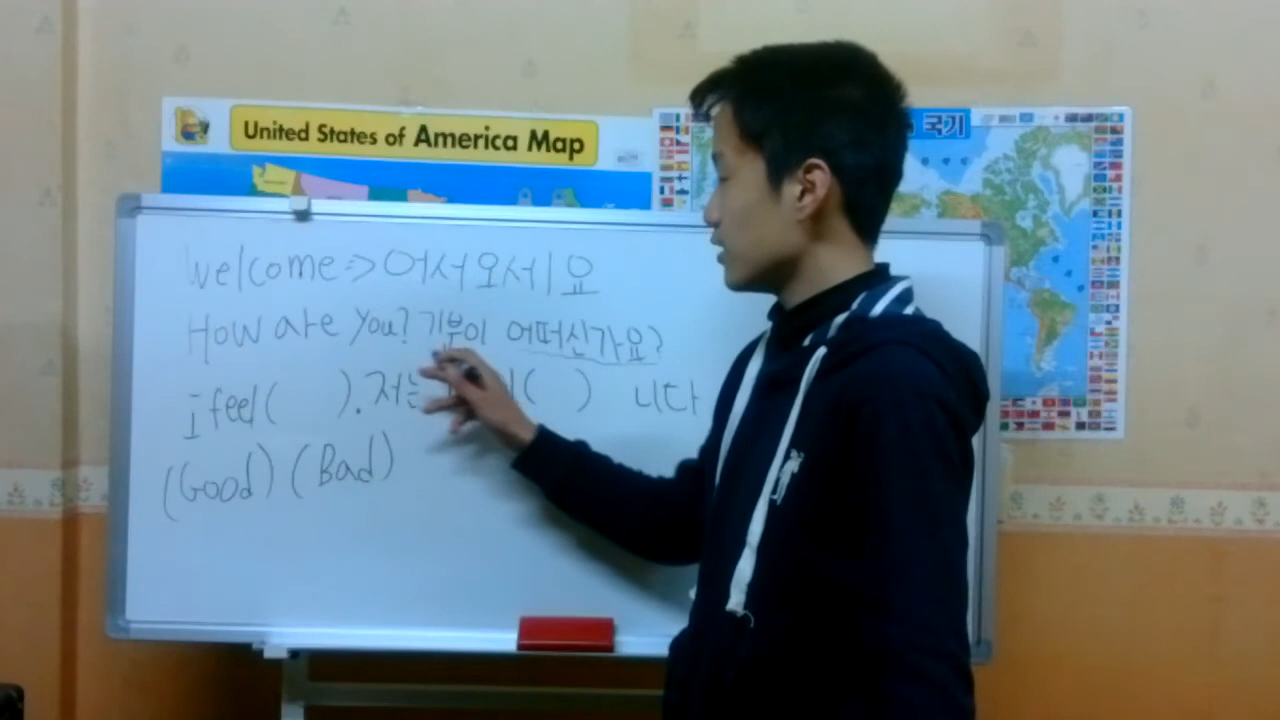 United States of America Map
국기
Welcome => 어서오세요
How are you? 기분이 어떠신가요?
I feel ( ). 저는 ( ) 니다
(Good) (Bad)